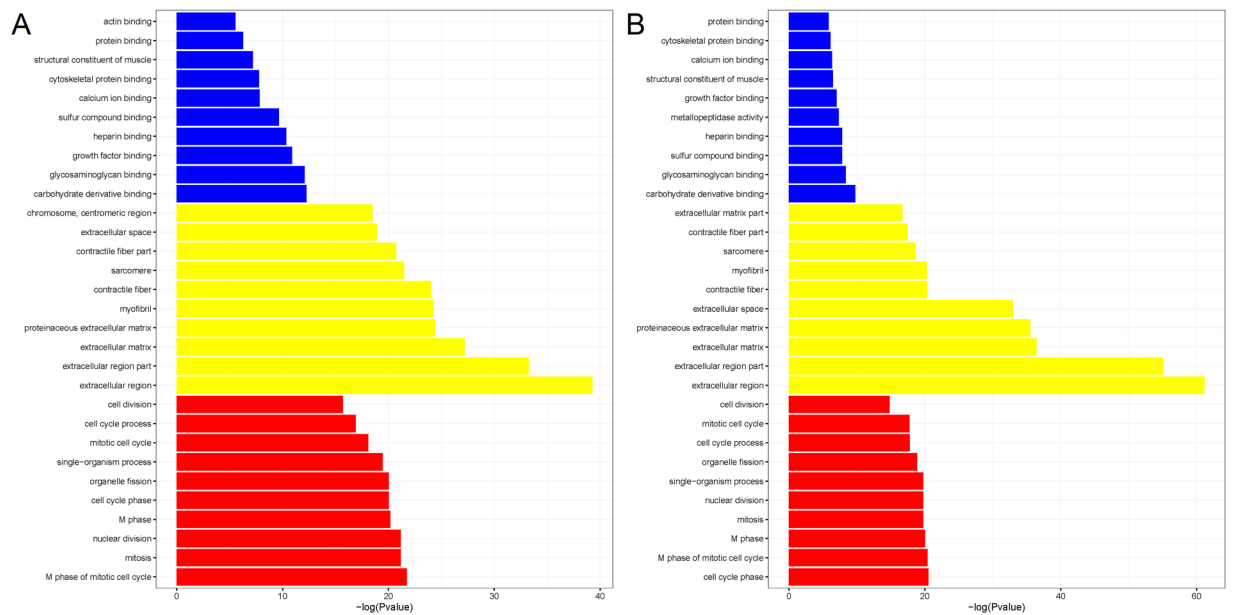 A
actin binding
protein binding
structural constituent of muscle
cytoskeletal protein binding
calcium ion binding
sulfur compound binding
heparin binding
growth factor binding
glycosaminoglycan binding
carbohydrate derivative binding
chromosome, centromeric region
extracellular space
contractile fiber part
sarcomere
contractile fiber
myofibril
proteinaceous extracellular matrix
extracellular matrix
extracellular region part
extracellular region
cell division
cell cycle process
mitotic cell cycle
single−organism process
organelle fission
cell cycle phase
M phase
nuclear division
mitosis
M phase of mitotic cell cycle
0 10 20 30 40
−log(Pvalue)
B
protein binding
cytoskeletal protein binding
calcium ion binding
structural constituent of muscle
growth factor binding
metallopeptidase activity
heparin binding
sulfur compound binding
glycosaminoglycan binding
carbohydrate derivative binding
extracellular matrix part
contractile fiber part
sarcomere
myofibril
contractile fiber
extracellular space
proteinaceous extracellular matrix
extracellular matrix
extracellular region part
extracellular region
cell division
mitotic cell cycle
cell cycle process
organelle fission
single−organism process
nuclear division
mitosis
M phase
M phase of mitotic cell cycle
cell cycle phase
0 20 40 60
−log(Pvalue)